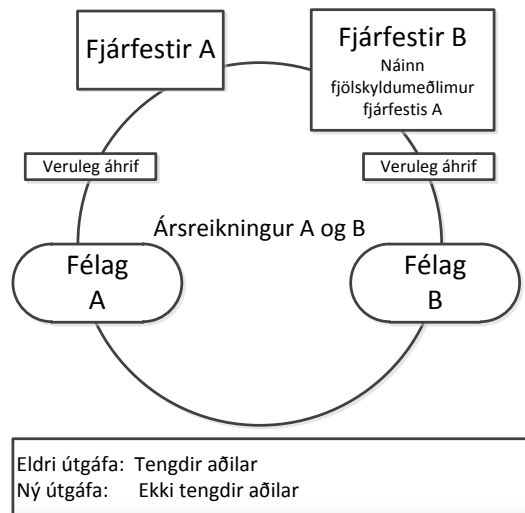 Fjárfestir A
Fjárfestir B
Náinn
fjölskyldumeðlimur
fjárfestis A
Veruleg áhrif
Veruleg áhrif
Ársreikningur A og B
Félag
A
Félag
B
Eldri útgáfa: Tengdir aðilar
Ný útgáfa: Ekki tengdir aðilar